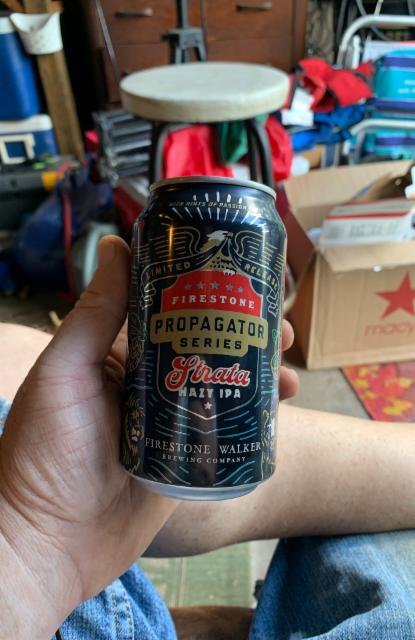 WITH HINTS OF PASSION
LIMITED RELEASE
FIRESTONE
PROPAGATOR
SERIES
Strata
HAZY IPA
FIRESTONE WALKER
BREWING COMPANY
macy's